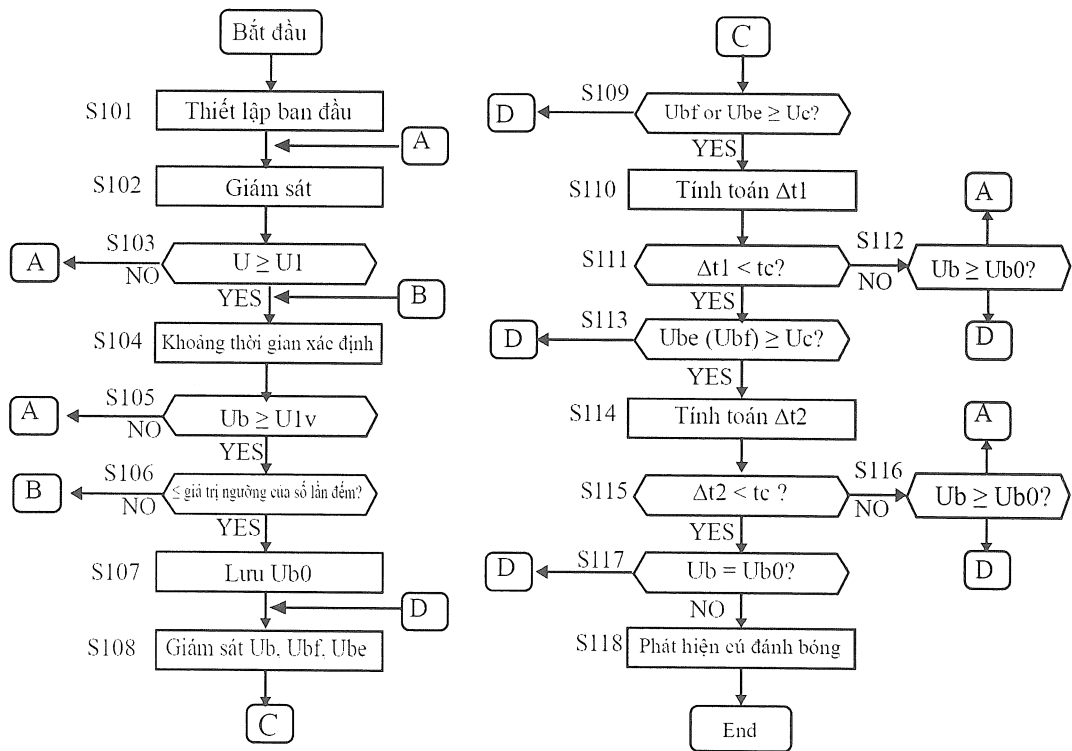 Bắt đầu
S101
Thiết lập ban đầu
A
S102
Giám sát
S103
A
NO
U ≥ U1
YES
B
S104
Khoảng thời gian xác định
S105
A
NO
Ub ≥ U1v
YES
S106
B
NO
≤ giá trị ngưỡng của số lần đếm?
YES
S107
Lưu Ub0
D
S108
Giám sát Ub, Ubf, Ube
C
C
S109
D
Ubf or Ube ≥ Uc?
YES
S110
Tính toán Δt1
S111
Δt1 < tc?
YES
S112
NO
A
Ub ≥ Ub0?
D
S113
D
Ube (Ubf) ≥ Uc?
YES
S114
Tính toán Δt2
S115
Δt2 < tc ?
YES
S116
NO
A
Ub ≥ Ub0?
D
S117
D
Ub = Ub0?
NO
S118
Phát hiện cú đánh bóng
End